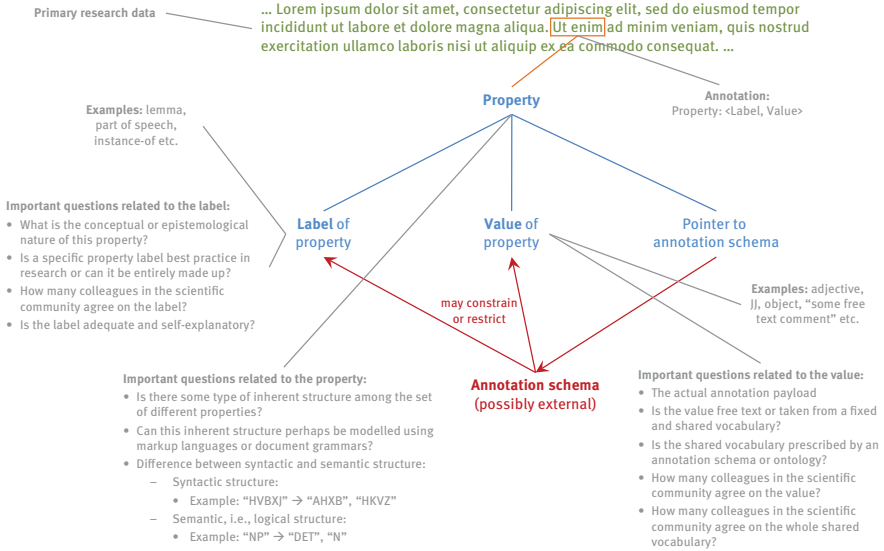 Primary research data
... Lorem ipsum dolor sit amet, consectetur adipiscing elit, sed do eiusmod tempor
incididunt ut labore et dolore magna aliqua. Ut enim ad minim veniam, quis nostrud
exercitation ullamco laboris nisi ut aliquip ex ea commodo consequat. ...
Property
Annotation:
Property: <Label, Value>
Examples: lemma,
part of speech,
instance-of etc.
Important questions related to the label:
• What is the conceptual or epistemological
nature of this property?
• Is a specific property label best practice in
research or can it be entirely made up?
• How many colleagues in the scientific
community agree on the label?
• Is the label adequate and self-explanatory?
Label of
property
Value of
property
Pointer to
annotation schema
may constrain
or restrict
Examples: adjective,
JJ, object, “some free
text comment” etc.
Annotation schema
(possibly external)
Important questions related to the property:
• Is there some type of inherent structure among the set
of different properties?
• Can this inherent structure perhaps be modelled using
markup languages or document grammars?
• Difference between syntactic and semantic structure:
– Syntactic structure:
• Example: “HVBXJ” → “AHXB”, “HKVZ”
– Semantic, i.e., logical structure:
• Example: “NP” → “DET”, “N”
Important questions related to the value:
• The actual annotation payload
• Is the value free text or taken from a fixed
and shared vocabulary?
• Is the shared vocabulary prescribed by an
annotation schema or ontology?
• How many colleagues in the scientific
community agree on the value?
• How many colleagues in the scientific
community agree on the whole shared
vocabulary?